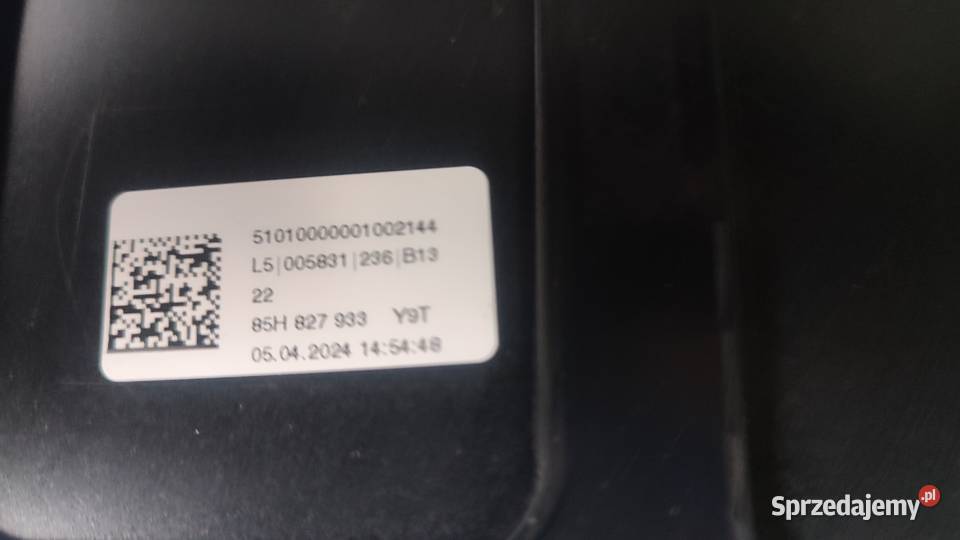 51010000001002144
L5|005831|236|B13
22
85H 827 933 Y9T
05.04.2024 14:54:48
Sprzedajemy.pl